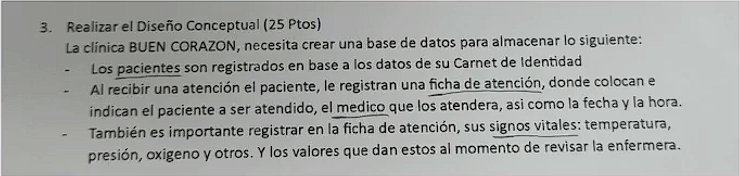 3. Realizar el Diseño Conceptual (25 Ptos)
La clínica BUEN CORAZON, necesita crear una base de datos para almacenar lo siguiente:
- Los pacientes son registrados en base a los datos de su Carnet de Identidad
- Al recibir una atención el paciente, le registran una ficha de atención, donde colocan e
indican el paciente a ser atendido, el medico que los atendera, asi como la fecha y la hora.
- También es importante registrar en la ficha de atención, sus signos vitales: temperatura,
presión, oxigeno y otros. Y los valores que dan estos al momento de revisar la enfermera.